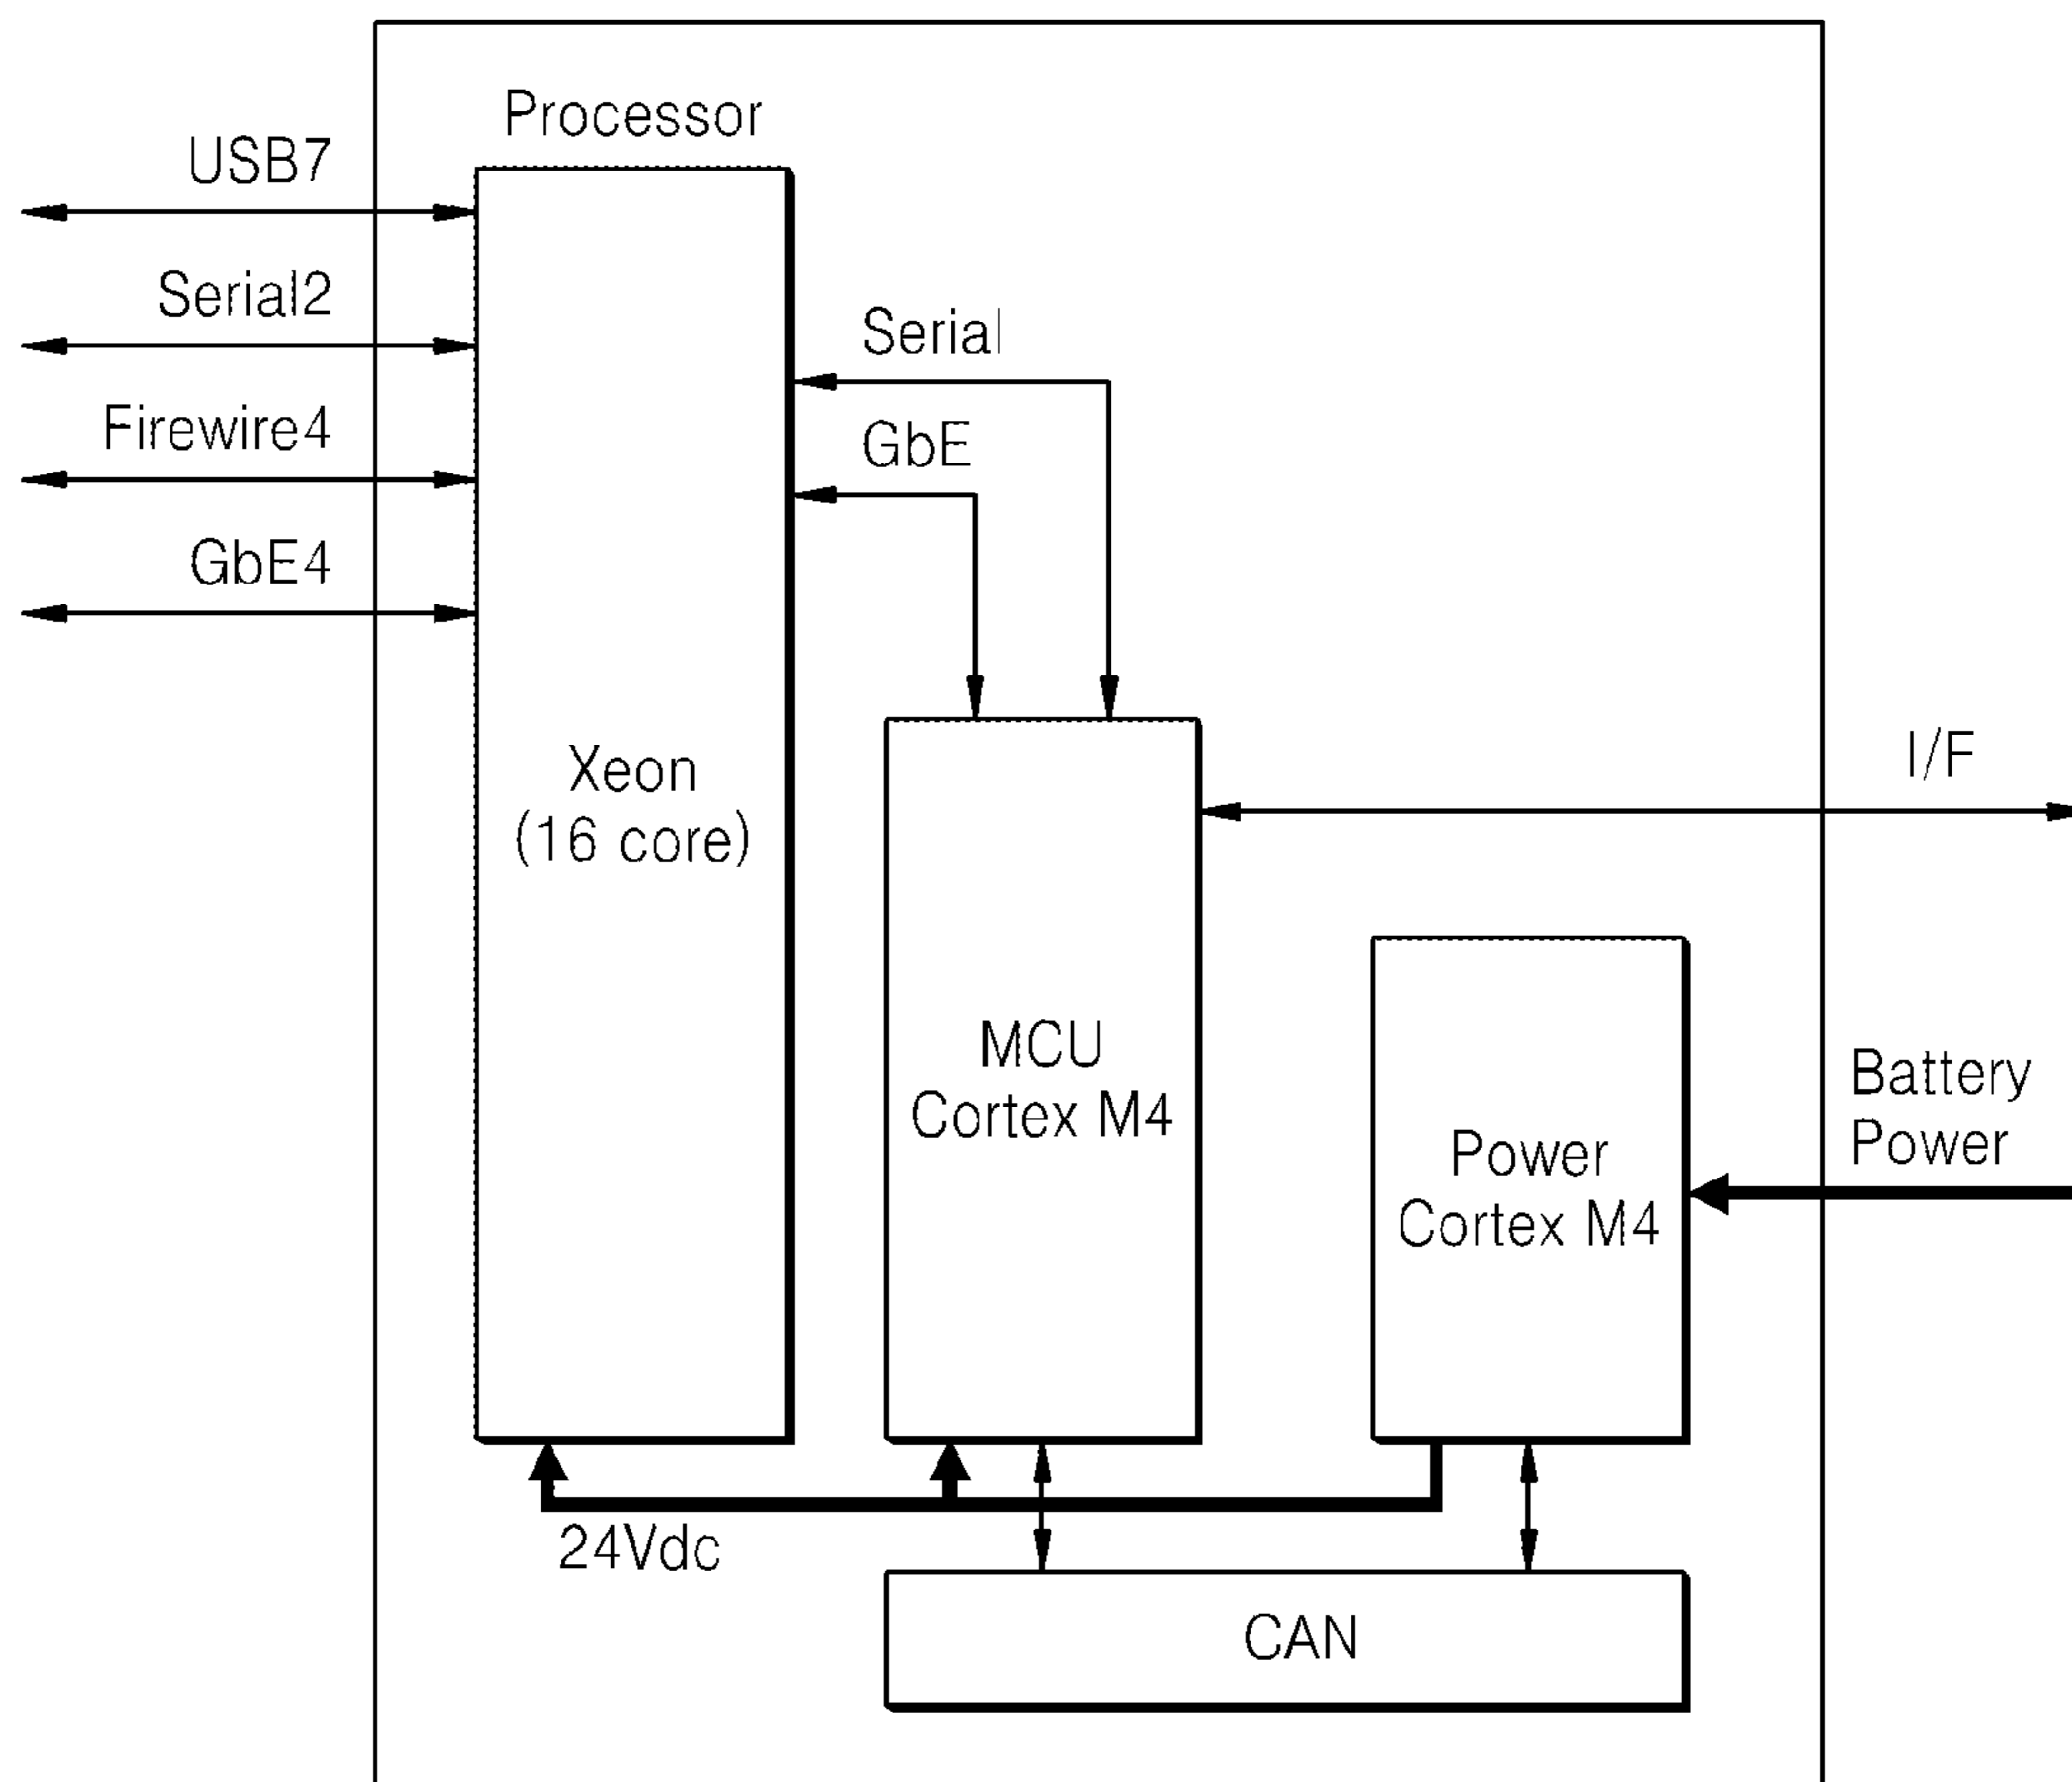 Processor
USB7
Serial2
Serial
Firewire4
GbE
GbE4
Xeon
(16 core)
I/F
MCU
Cortex M4
Battery
Power
Power
Cortex M4
24Vdc
CAN